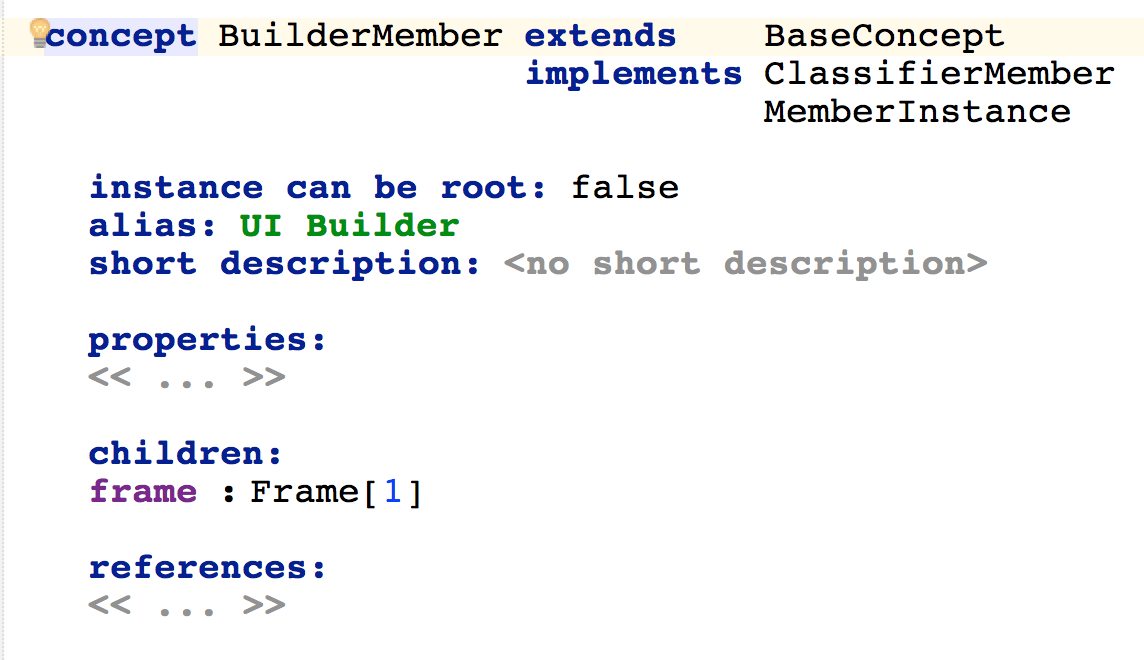 concept BuilderMember extends BaseConcept
implements ClassifierMember
MemberInstance
instance can be root: false
alias: UI Builder
short description: <no short description>
properties:
<< ... >>
children:
frame : Frame[1]
references:
<< ... >>